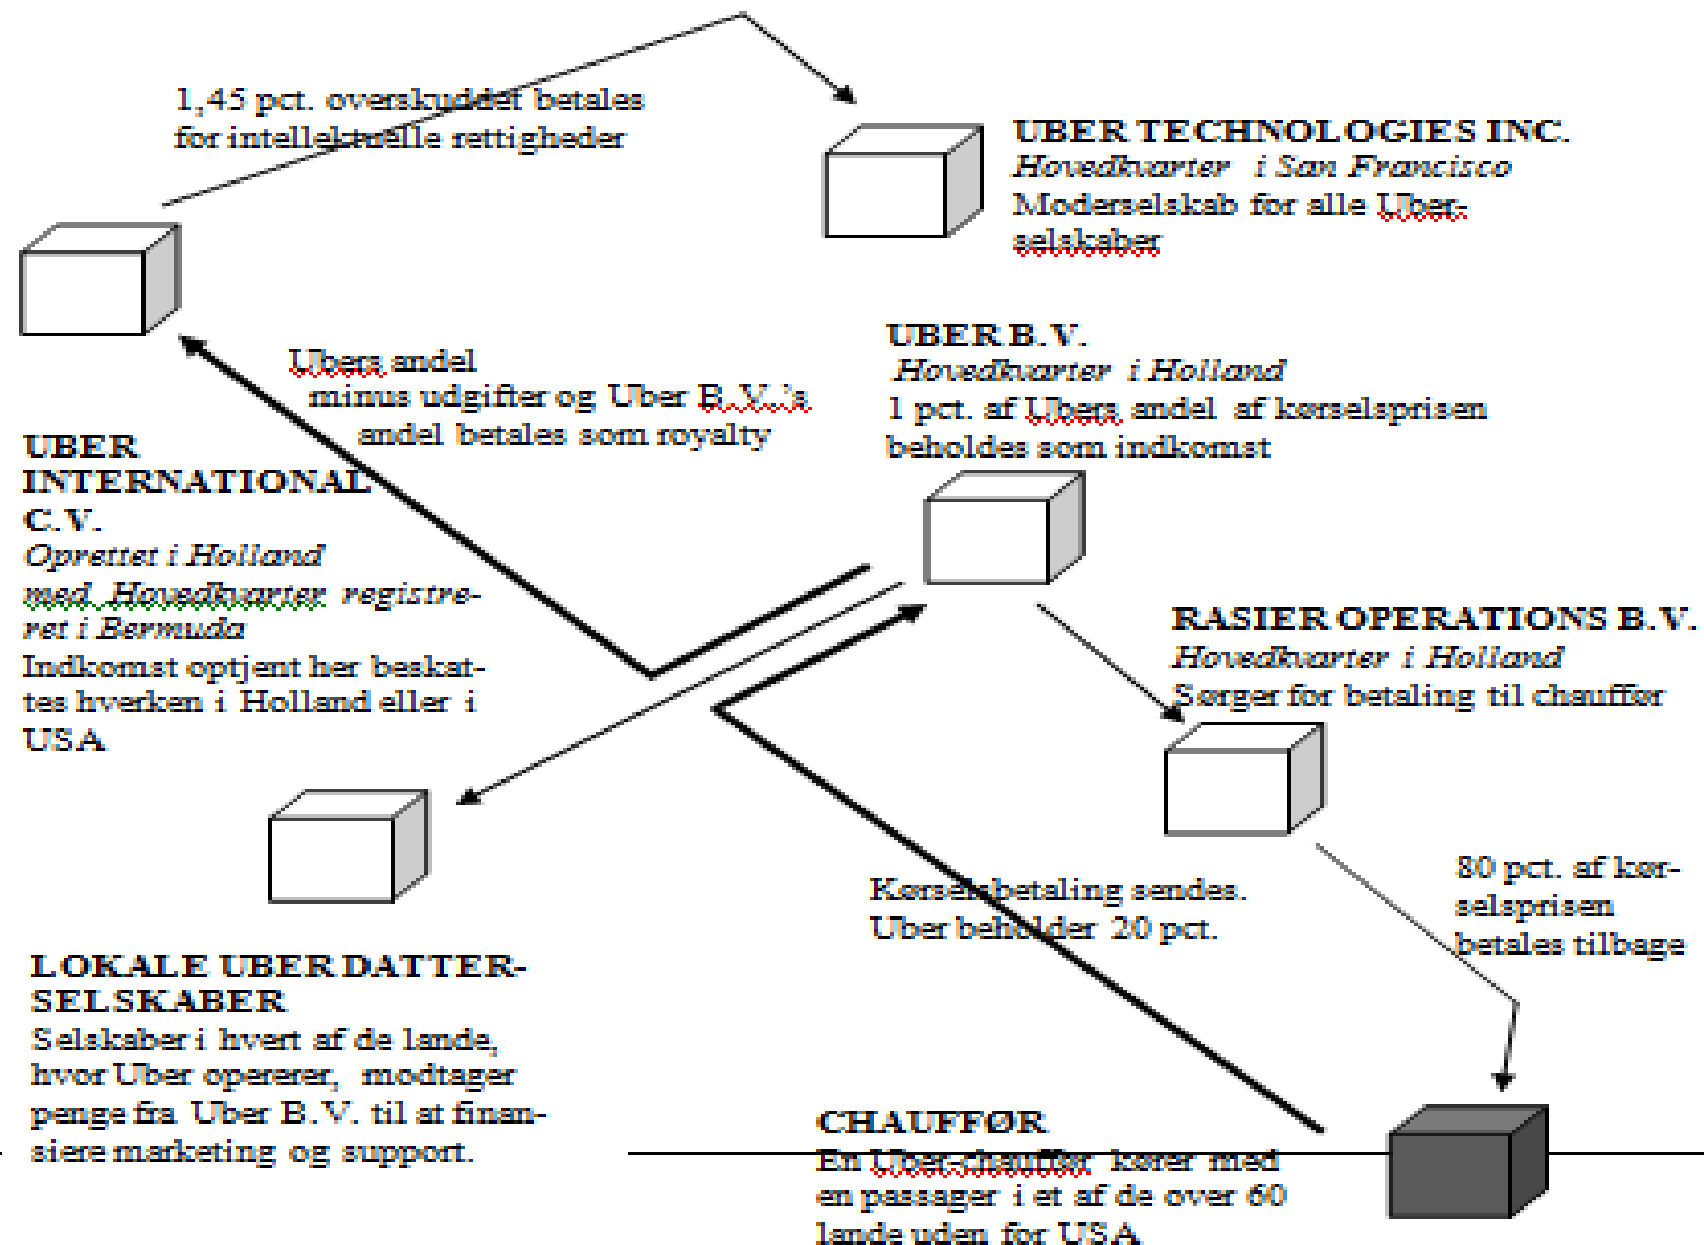 1,45 pct. overskuddet betales
for intellektuelle rettigheder
UBER TECHNOLOGIES INC.
Hovedkvarter i San Francisco
Moderselskab for alle Uber-
selskaber
Ubers andel
minus udgifter og Uber B.V.'s
andel betales som royalty
UBER B.V.
Hovedkvarter i Holland
1 pct. af Ubers andel af kørselsprisen
beholdes som indkomst
UBER
INTERNATIONAL
C.V.
Oprettet i Holland
med Hovedkvarter registre-
ret i Bermuda
Indkomst optjent her beskat-
tes hverken i Holland eller i
USA
RASIER OPERATIONS B.V.
Hovedkvarter i Holland
Sørger for betaling til chauffør
Kørselsbetaling sendes.
Uber beholder 20 pct.
80 pct. af kør-
selsprisen
betales tilbage
LOKALE UBER DATTER-
SELSKABER
Selskaber i hvert af de lande,
hvor Uber opererer, modtager
penge fra Uber B.V. til at finan-
siere marketing og support.
CHAUFFØR
En Uber-chauffør kører med
en passager i et af de over 60
lande uden for USA